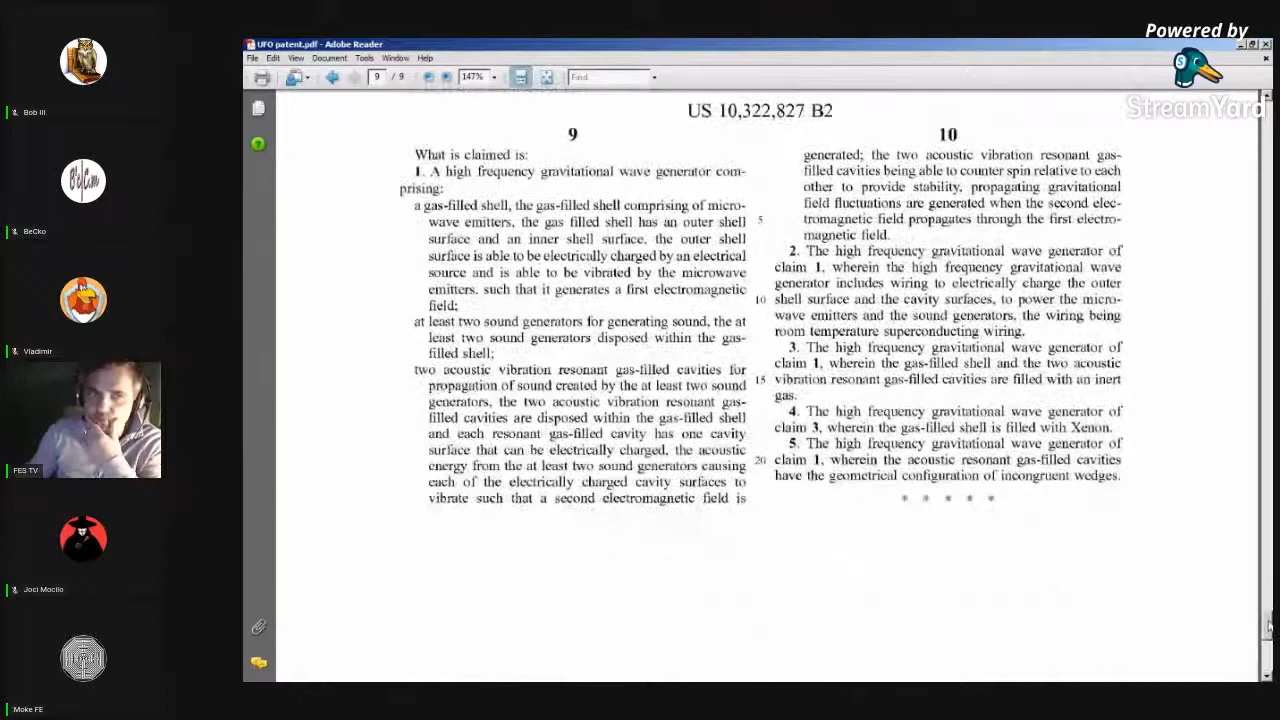 Powered by
StreamYard
UFO patent.pdf - Adobe Reader
File Edit View Document Tools Window Help
9 / 9 147% Find
US 10,322,827 B2
9
What is claimed is:
1. A high frequency gravitational wave generator com-
prising:
a gas-filled shell, the gas-filled shell comprising of micro-
wave emitters, the gas filled shell has an outer shell
surface and an inner shell surface, the outer shell
surface is able to be electrically charged by an electrical
source and is able to be vibrated by the microwave
emitters, such that it generates a first electromagnetic
field;
at least two sound generators for generating sound, the at
least two sound generators disposed within the gas-
filled shell;
two acoustic vibration resonant gas-filled cavities for
propagation of sound created by the at least two sound
generators, the two acoustic vibration resonant gas-
filled cavities are disposed within the gas-filled shell
and each resonant gas-filled cavity has one cavity
surface that can be electrically charged, the acoustic
energy from the at least two sound generators causing
each of the electrically charged cavity surfaces to
vibrate such that a second electromagnetic field is
5
10
15
20
10
generated; the two acoustic vibration resonant gas-
filled cavities being able to counter spin relative to each
other to provide stability, propagating gravitational
field fluctuations are generated when the second elec-
tromagnetic field propagates through the first electro-
magnetic field.
2. The high frequency gravitational wave generator of
claim 1, wherein the high frequency gravitational wave
generator includes wiring to electrically charge the outer
shell surface and the cavity surfaces, to power the micro-
wave emitters and the sound generators, the wiring being
room temperature superconducting wiring.
3. The high frequency gravitational wave generator of
claim 1, wherein the gas-filled shell and the two acoustic
vibration resonant gas-filled cavities are filled with an inert
gas.
4. The high frequency gravitational wave generator of
claim 3, wherein the gas-filled shell is filled with Xenon.
5. The high frequency gravitational wave generator of
claim 1, wherein the acoustic resonant gas-filled cavities
have the geometrical configuration of incongruent wedges.
* * * * *
Bob III
BeCko
Vladimir
FES TV
Joci Mocilo
Moke FE